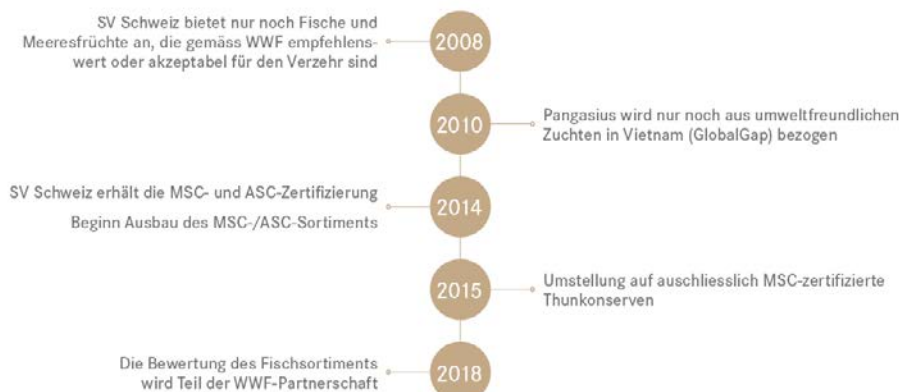 SV Schweiz bietet nur noch Fische und
Meeresfrüchte an, die gemäss WWF empfehlens-
wert oder akzeptabel für den Verzehr sind
2008
2010
Pangasius wird nur noch aus umweltfreundlichen
Zuchten in Vietnam (GlobalGap) bezogen
SV Schweiz erhält die MSC- und ASC-Zertifizierung
Beginn Ausbau des MSC-/ASC-Sortiments
2014
2015
Umstellung auf auschliesslich MSC-zertifizierte
Thunkonserven
Die Bewertung des Fischsortiments
wird Teil der WWF-Partnerschaft
2018